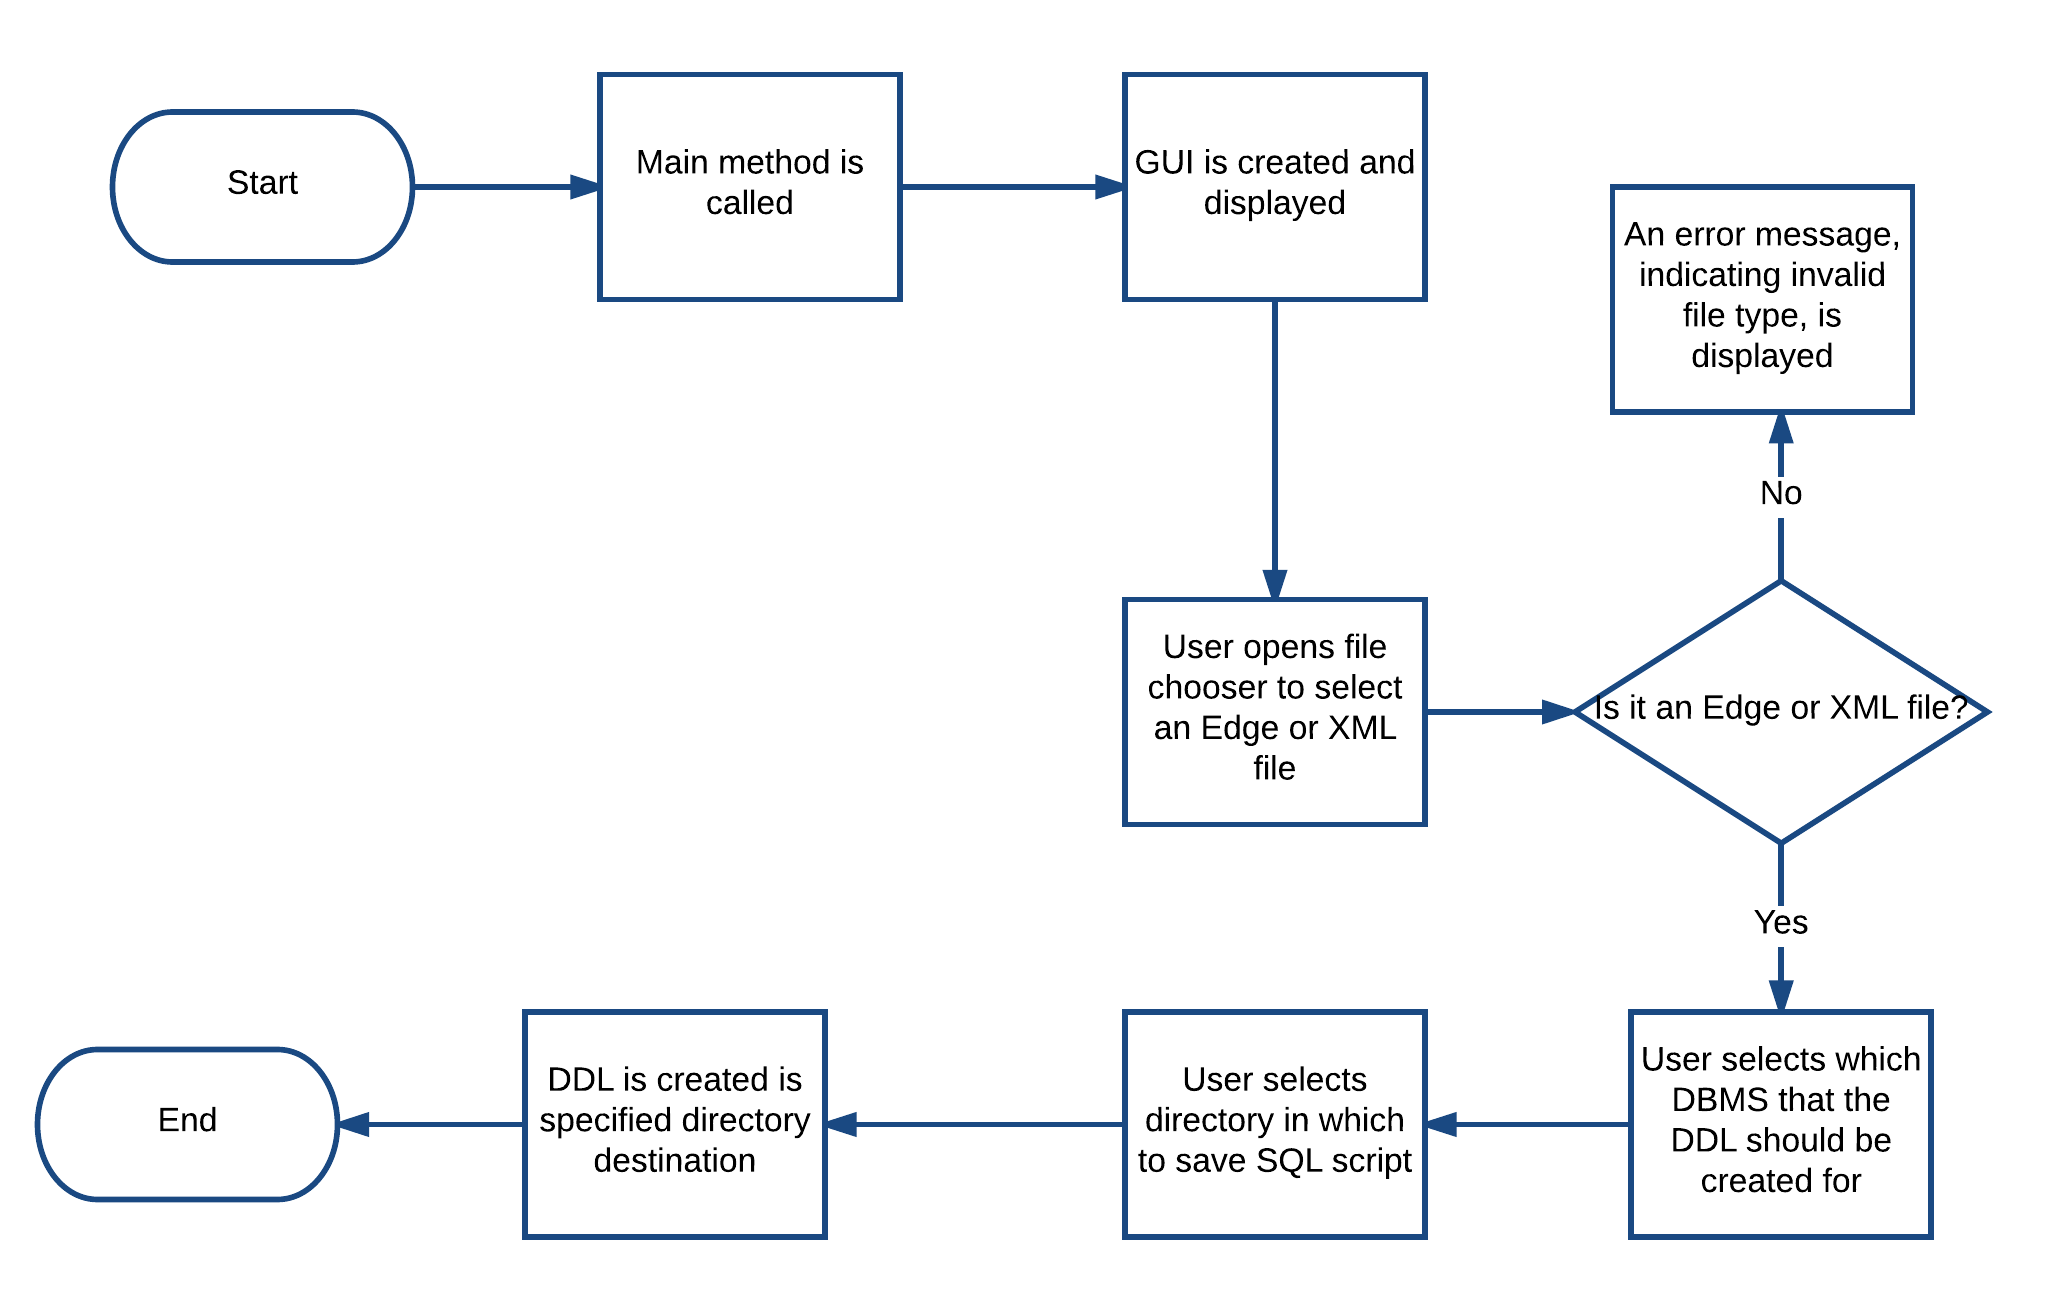 Start
Main method is
called
GUI is created and
displayed
An error message,
indicating invalid
file type, is
displayed
No
User opens file
chooser to select
an Edge or XML
file
Is it an Edge or XML file?
Yes
User selects which
DBMS that the
DDL should be
created for
User selects
directory in which
to save SQL script
DDL is created is
specified directory
destination
End